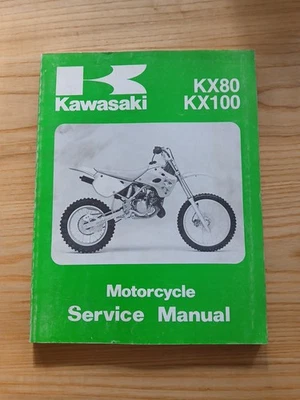 Kawasaki
KX80
KX100
Motorcycle
Service Manual